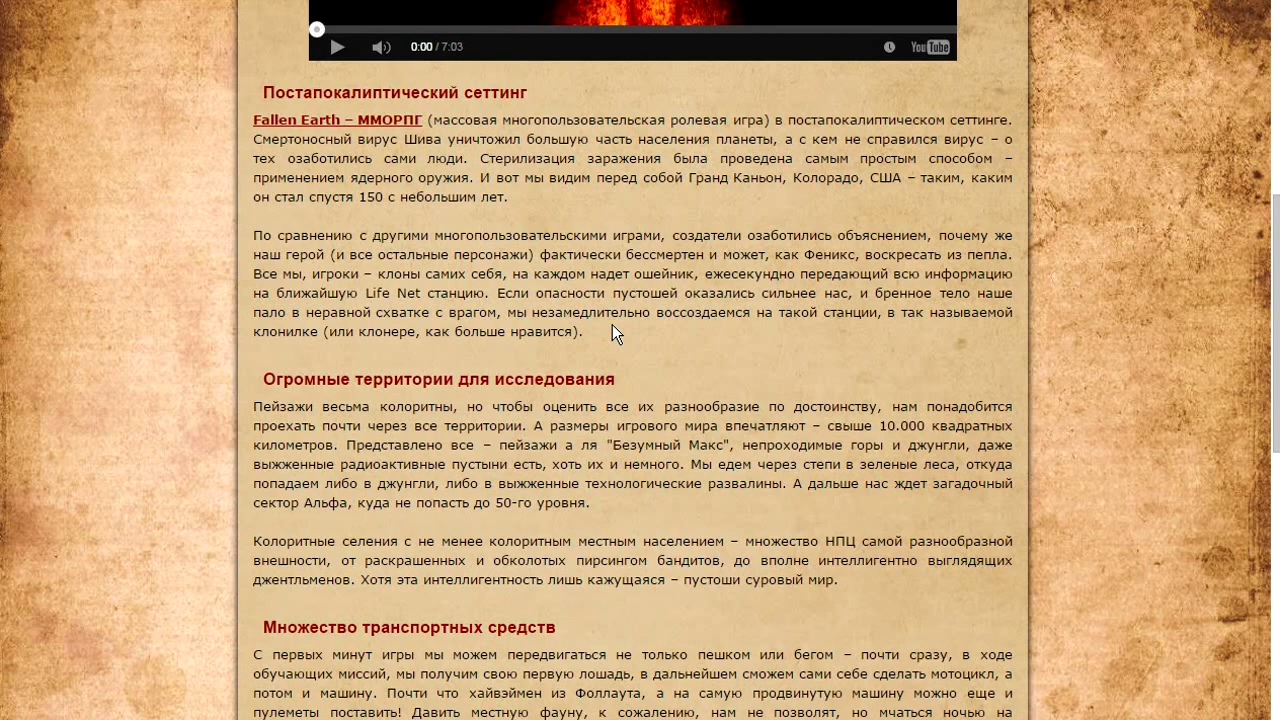 0:00 / 7:03
YouTube
Постапокалиптический сеттинг
Fallen Earth – ММОРПГ (массовая многопользовательская ролевая игра) в постапокалиптическом сеттинге.
Смертоносный вирус Шива уничтожил большую часть населения планеты, а с кем не справился вирус – о
тех озаботились сами люди. Стерилизация заражения была проведена самым простым способом –
применением ядерного оружия. И вот мы видим перед собой Гранд Каньон, Колорадо, США – таким, каким
он стал спустя 150 с небольшим лет.
По сравнению с другими многопользовательскими играми, создатели озаботились объяснением, почему же
наш герой (и все остальные персонажи) фактически бессмертен и может, как Феникс, воскресать из пепла.
Все мы, игроки – клоны самих себя, на каждом надет ошейник, ежесекундно передающий всю информацию
на ближайшую Life Net станцию. Если опасности пустошей оказались сильнее нас, и бренное тело наше
пало в неравной схватке с врагом, мы незамедлительно воссоздаемся на такой станции, в так называемой
клонилке (или клонере, как больше нравится).
Огромные территории для исследования
Пейзажи весьма колоритны, но чтобы оценить все их разнообразие по достоинству, нам понадобится
проехать почти через все территории. А размеры игрового мира впечатляют – свыше 10.000 квадратных
километров. Представлено все – пейзажи а ля "Безумный Макс", непроходимые горы и джунгли, даже
выжженные радиоактивные пустыни есть, хоть их и немного. Мы едем через степи в зеленые леса, откуда
попадаем либо в джунгли, либо в выжженные технологические развалины. А дальше нас ждет загадочный
сектор Альфа, куда не попасть до 50-го уровня.
Колоритные селения с не менее колоритным местным населением – множество НПЦ самой разнообразной
внешности, от раскрашенных и обколотых пирсингом бандитов, до вполне интеллигентно выглядящих
джентльменов. Хотя эта интеллигентность лишь кажущаяся – пустоши суровый мир.
Множество транспортных средств
С первых минут игры мы можем передвигаться не только пешком или бегом – почти сразу, в ходе
обучающих миссий, мы получим свою первую лошадь, в дальнейшем сможем сами себе сделать мотоцикл, а
потом и машину. Почти что хайвэймен из Фоллаута, а на самую продвинутую машину можно еще и
пулеметы поставить! Давить местную фауну, к сожалению, нам не позволят, но мчаться ночью на